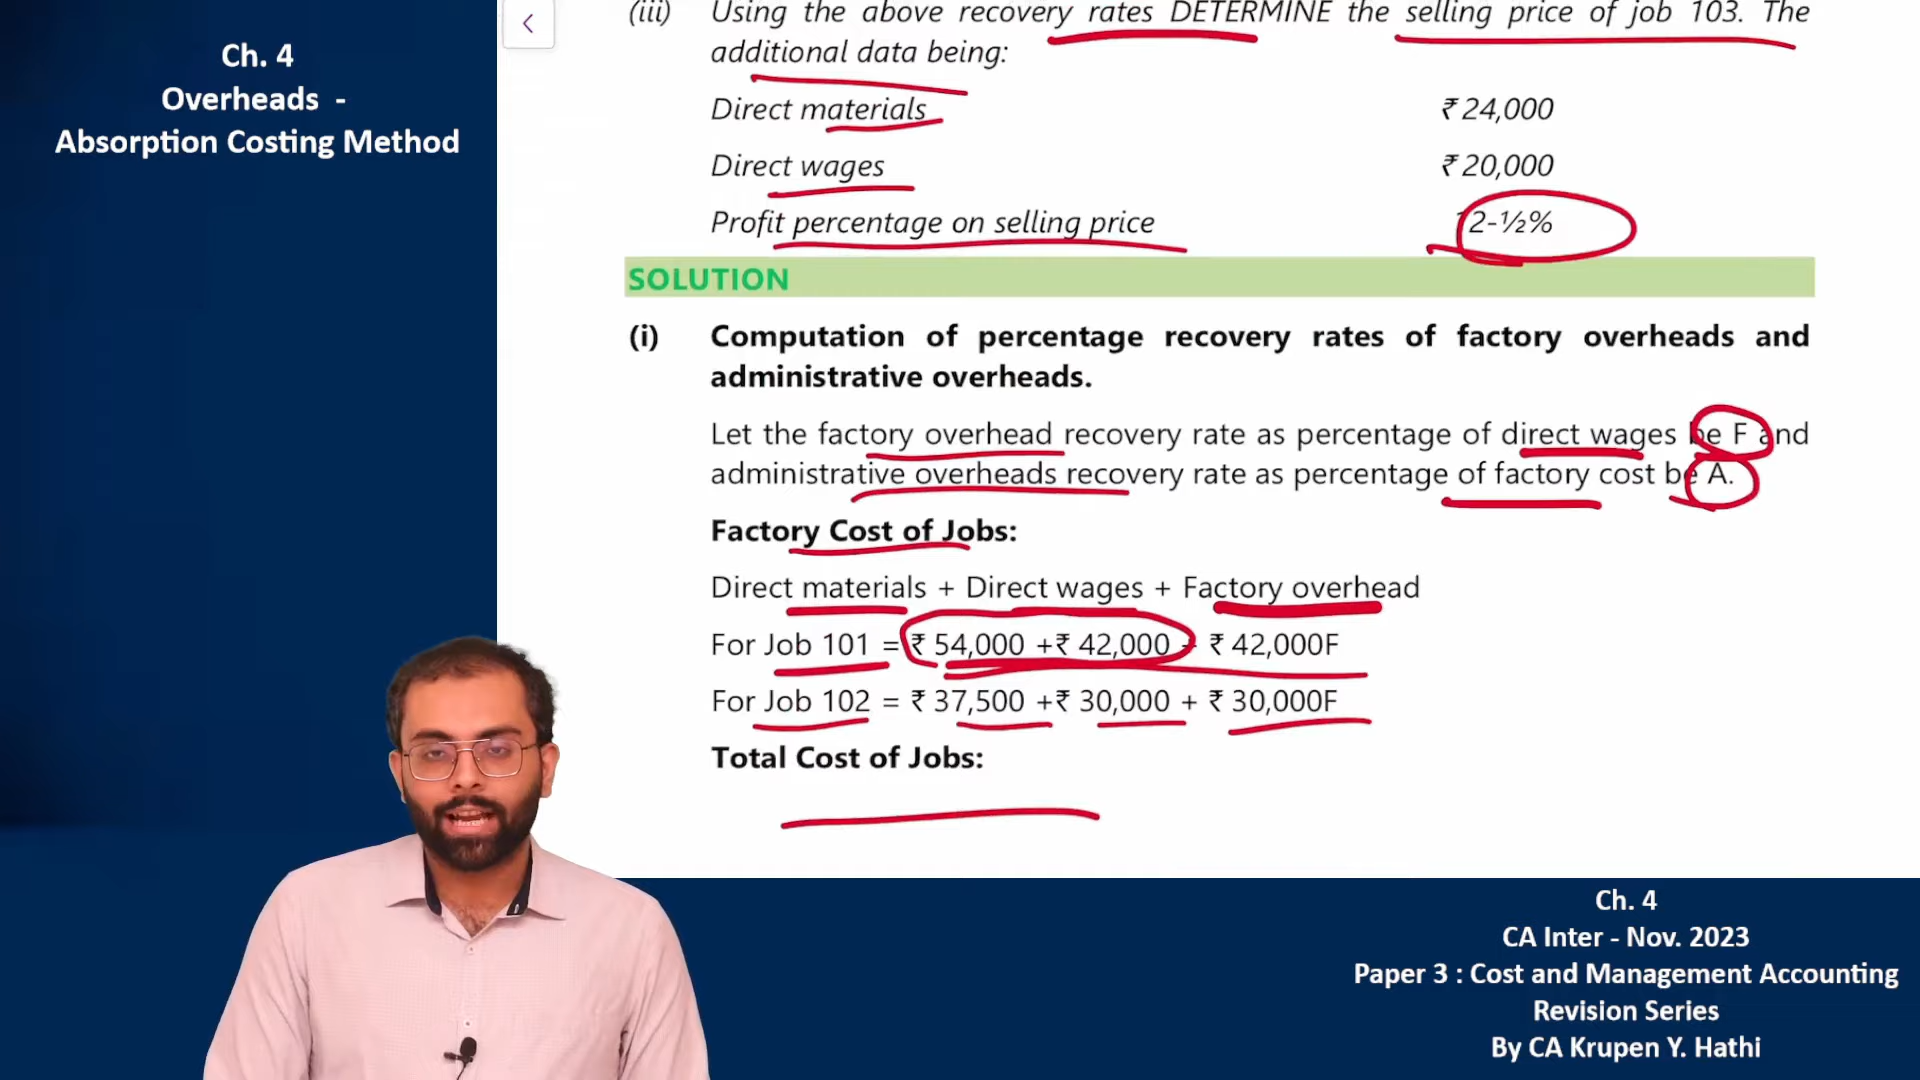 Ch. 4
Overheads -
Absorption Costing Method
(iii) Using the above recovery rates DETERMINE the selling price of job 103. The
additional data being:
Direct materials ₹ 24,000
Direct wages ₹ 20,000
Profit percentage on selling price 12-½%
SOLUTION
(i) Computation of percentage recovery rates of factory overheads and
administrative overheads.
Let the factory overhead recovery rate as percentage of direct wages be F and
administrative overheads recovery rate as percentage of factory cost be A.
Factory Cost of Jobs:
Direct materials + Direct wages + Factory overhead
For Job 101 = ₹ 54,000 +₹ 42,000 + ₹ 42,000F
For Job 102 = ₹ 37,500 +₹ 30,000 + ₹ 30,000F
Total Cost of Jobs:
Ch. 4
CA Inter - Nov. 2023
Paper 3 : Cost and Management Accounting
Revision Series
By CA Krupen Y. Hathi